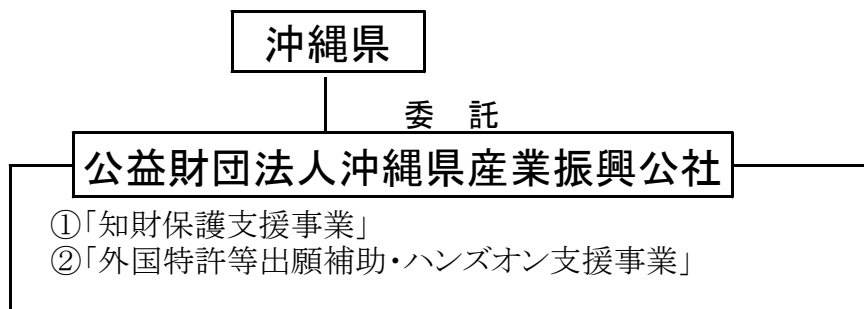 沖縄県
委 託
公益財団法人沖縄県産業振興公社
①「知財保護支援事業」
②「外国特許等出願補助・ハンズオン支援事業」